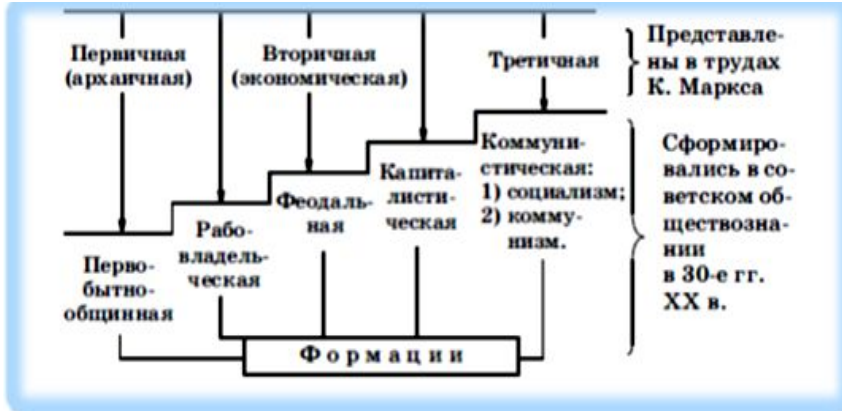 Первичная
(архаичная)
Вторичная
(экономическая)
Третичная
Представле-
ны в трудах
К. Маркса
Перво-
бытно-
общинная
Рабо-
владель-
ческая
Феодаль-
ная
Капита-
листи-
ческая
Коммуни-
стическая:
1) социализм;
2) комму-
низм.
Сформиро-
вались в со-
ветском об-
ществозна-
нии
в 30-е гг.
XX в.
Формации